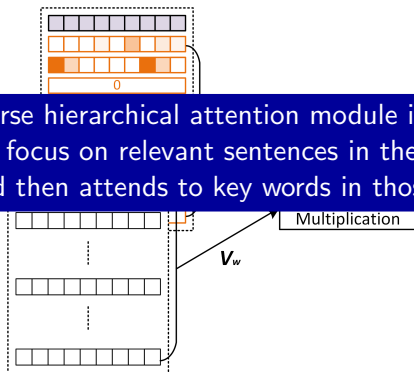 0
rse hierarchical attention module i
focus on relevant sentences in the
d then attends to key words in thos
Multiplication
Vw